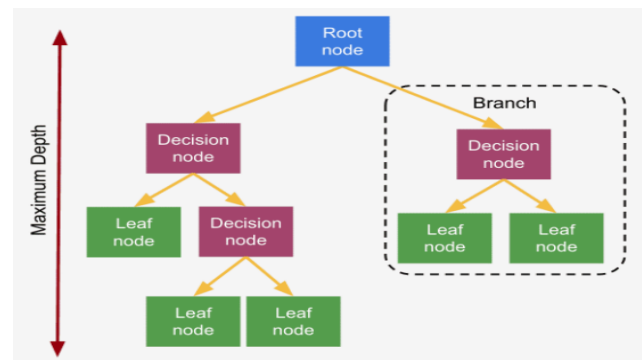 Root
node
Branch
Decision
node
Decision
node
Maximum Depth
Leaf
node
Decision
node
Leaf
node
Leaf
node
Leaf
node
Leaf
node